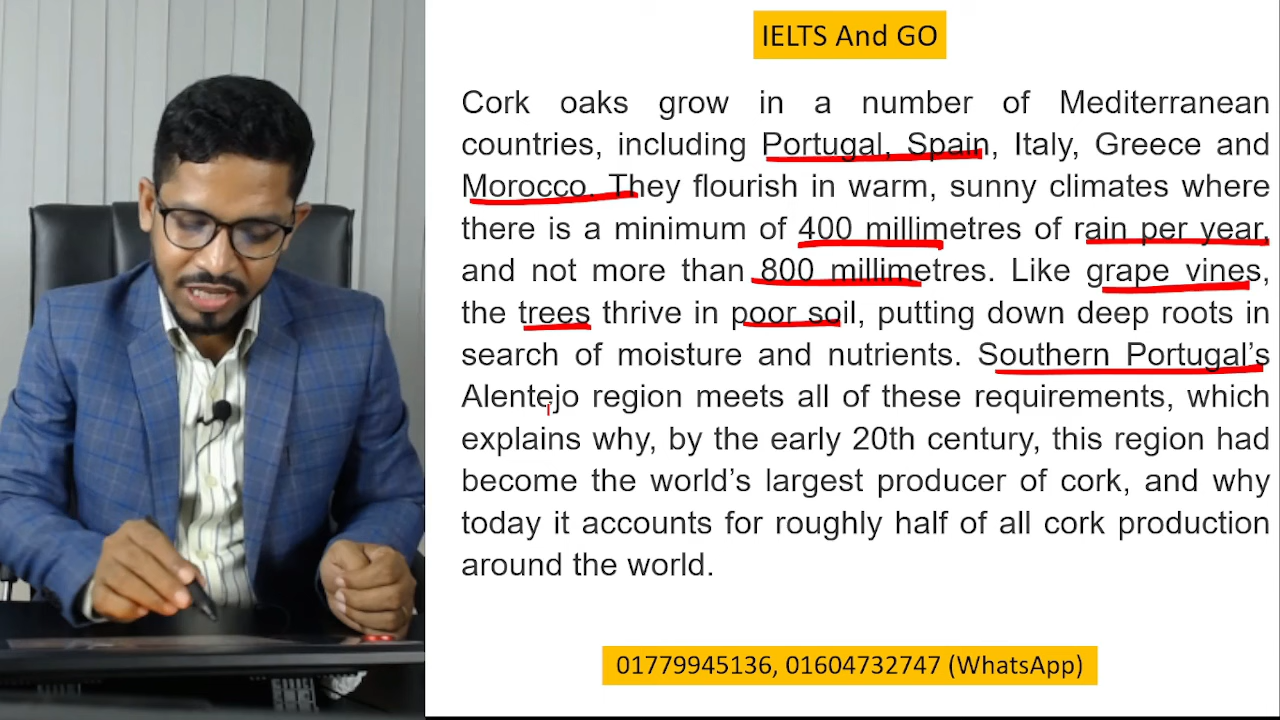 IELTS And GO
Cork oaks grow in a number of Mediterranean
countries, including Portugal, Spain, Italy, Greece and
Morocco. They flourish in warm, sunny climates where
there is a minimum of 400 millimetres of rain per year,
and not more than 800 millimetres. Like grape vines,
the trees thrive in poor soil, putting down deep roots in
search of moisture and nutrients. Southern Portugal’s
Alentejo region meets all of these requirements, which
explains why, by the early 20th century, this region had
become the world’s largest producer of cork, and why
today it accounts for roughly half of all cork production
around the world.
01779945136, 01604732747 (WhatsApp)